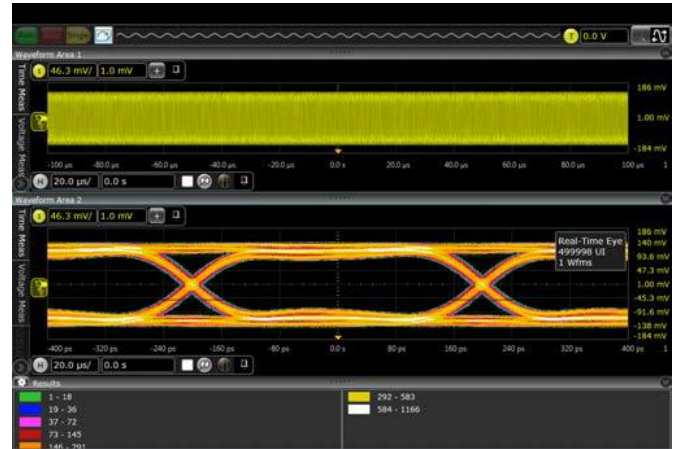 Single
T 0.0 V
Waveform Area 1
Time Meas
Voltage Meas
1 46.3 mV/ 1.0 mV +
186 mV
1.00 mV
-184 mV
-100 µs -80.0 µs -60.0 µs -40.0 µs -20.0 µs 0.0 s 20.0 µs 40.0 µs 60.0 µs 80.0 µs 100 µs 1
H 20.0 µs/ 0.0 s
Waveform Area 2
Time Meas
Voltage Meas
1 46.3 mV/ 1.0 mV +
Real-Time Eye
499998 UI
1 Wfms
186 mV
140 mV
93.6 mV
47.3 mV
1.00 mV
-45.3 mV
-91.6 mV
-138 mV
-184 mV
-400 ps -320 ps -240 ps -160 ps -80 ps 0.0 s 80 ps 160 ps 240 ps 320 ps 400 ps 1
H 20.0 µs/ 0.0 s
Results
1 - 18
19 - 36
37 - 72
73 - 145
146 - 291
292 - 583
584 - 1166